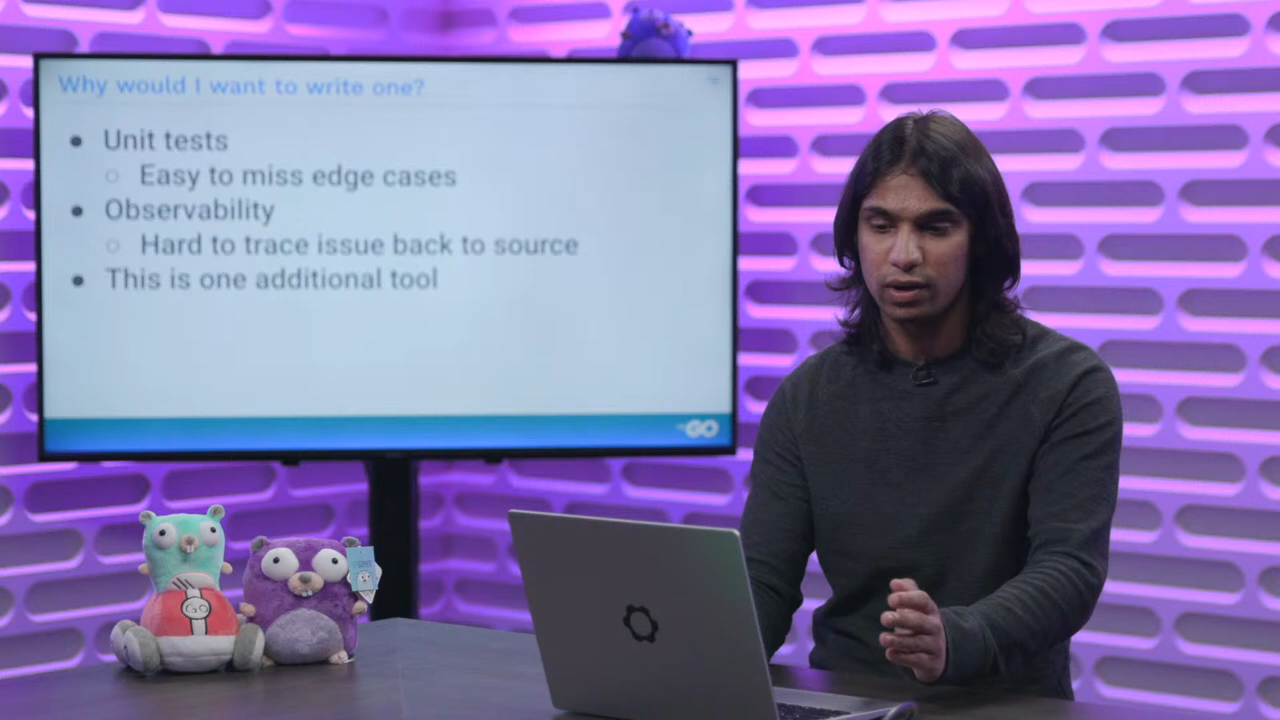 Why would I want to write one?
Unit tests
Easy to miss edge cases
Observability
Hard to trace issue back to source
This is one additional tool
GO
GO